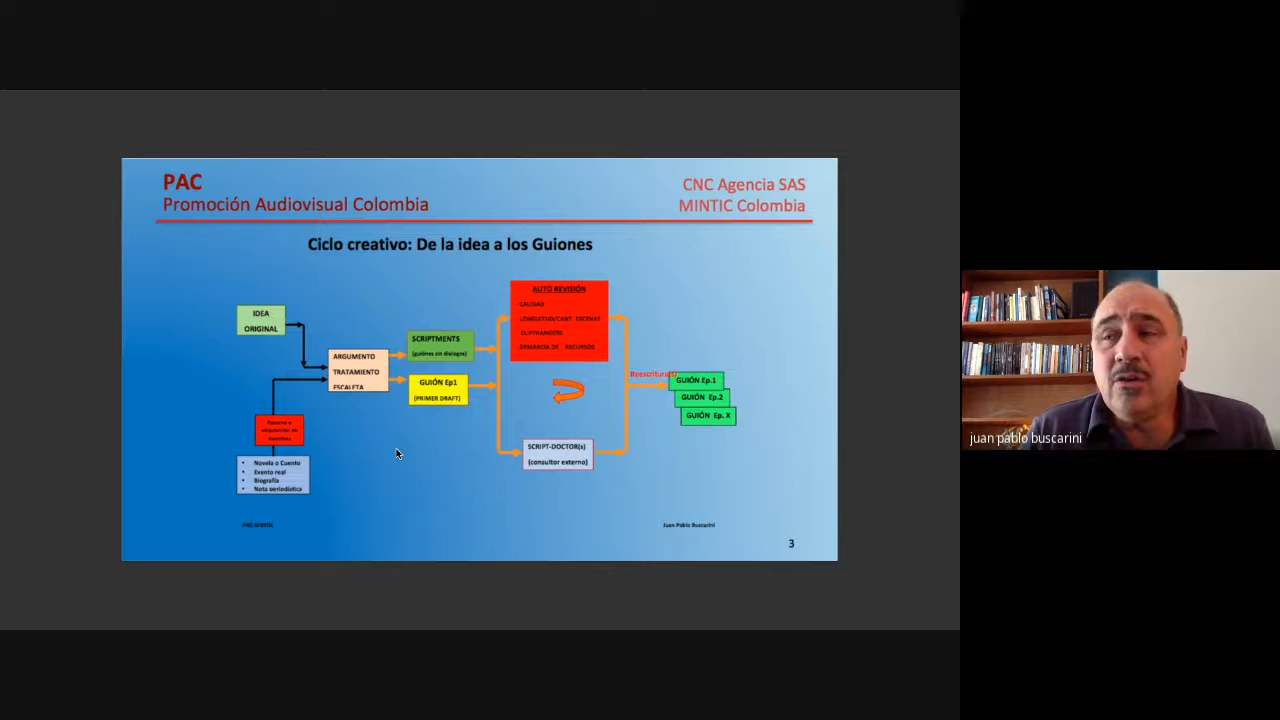 PAC
Promoción Audiovisual Colombia
CNC Agencia SAS
MINTIC Colombia
Ciclo creativo: De la idea a los Guiones
IDEA
ORIGINAL
ARGUMENTO
TRATAMIENTO
ESCALETA
SCRIPTMENTS
(guiónes sin dialogos)
GUIÓN Ep1
(PRIMER DRAFT)
AUTO REVISIÓN
CALIDAD
LONGUITUD/CANT ESCENAS
CLIFFHANGERS
DEMANDA DE RECURSOS
SCRIPT-DOCTOR(s)
(consultor externo)
Reescritura(s)
GUIÓN Ep.1
GUIÓN Ep.2
GUIÓN Ep. X
• Novela o Cuento
• Evento real
• Biografía
• Nota periodística
Juan Pablo Buscarini
3
juan pablo buscarini